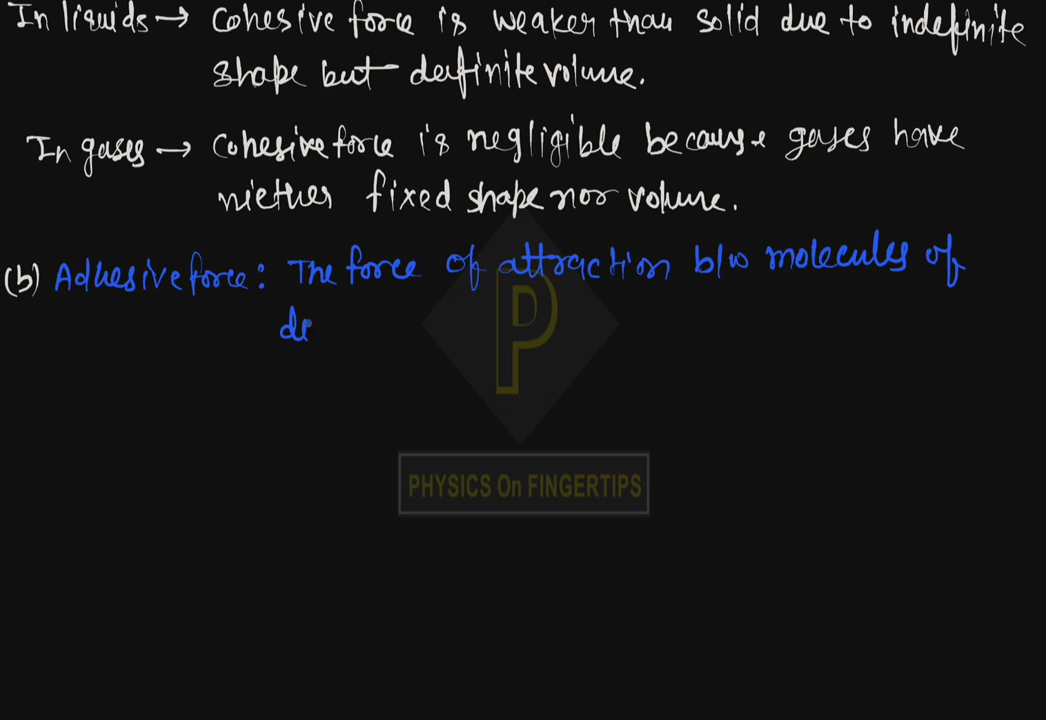 In liquids → Cohesive force is weaker than solid due to indefinite
shape but definite volume.
In gases → Cohesive force is negligible because gases have
niether fixed shape nor volume.
(b) Adhesive force: The force of attraction b/w molecules of
de
P
PHYSICS On FINGERTIPS